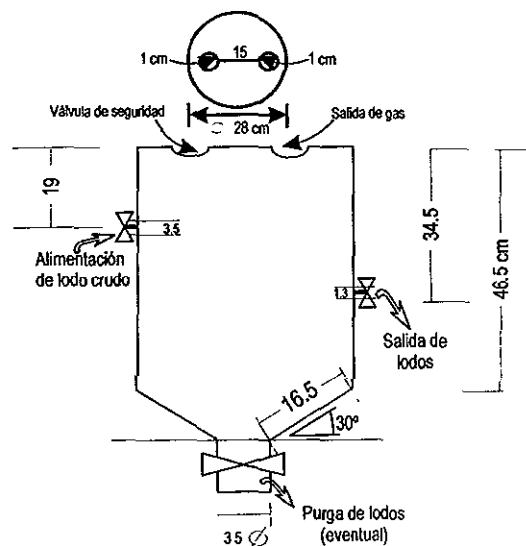 15
1 cm
1 cm
28 cm
Válvula de seguridad
Salida de gas
19
3.5
Alimentación
de lodo crudo
34.5
46.5 cm
1.3
Salida de
lodos
16.5
30º
Purga de lodos
(eventual)
35 ∅